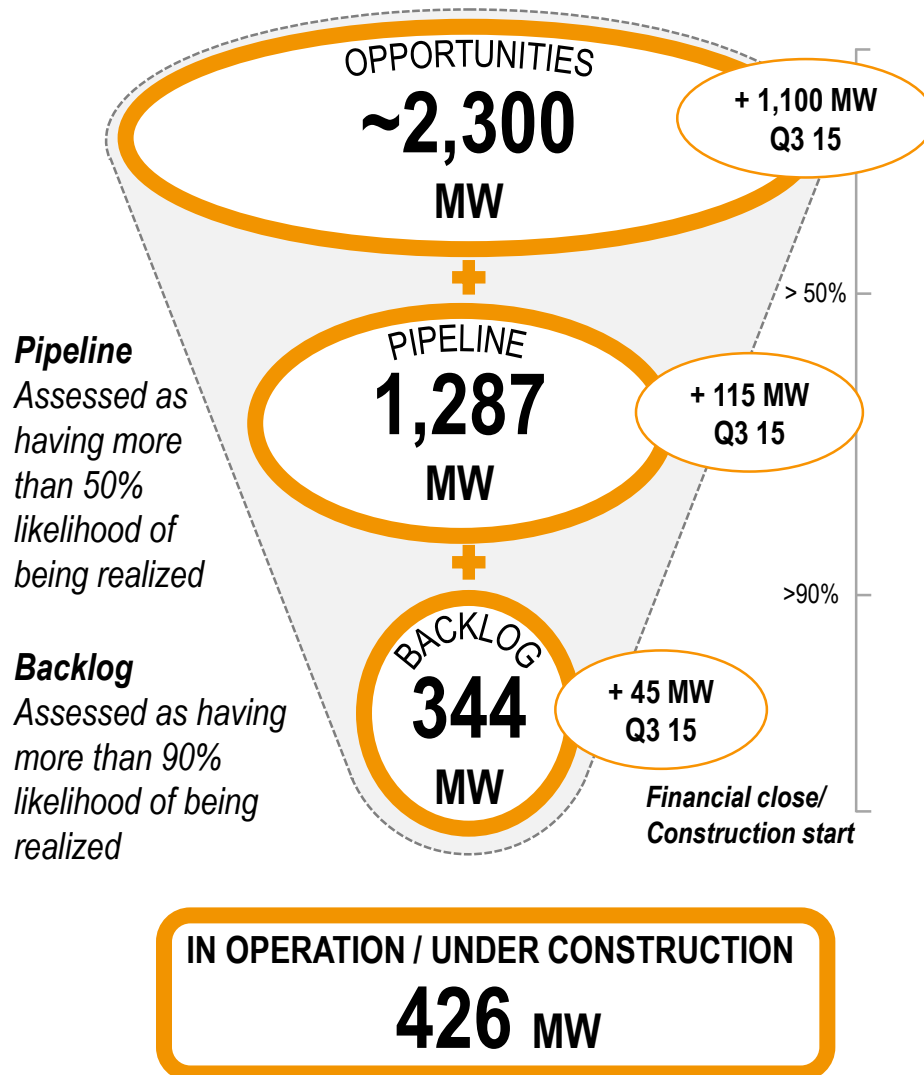 OPPORTUNITIES
~2,300
MW
+ 1,100 MW
Q3 15
> 50%
PIPELINE
1,287
MW
+ 115 MW
Q3 15
Pipeline
Assessed as
having more
than 50%
likelihood of
being realized
>90%
BACKLOG
344
MW
+ 45 MW
Q3 15
Backlog
Assessed as having
more than 90%
likelihood of being
realized
Financial close/
Construction start
IN OPERATION / UNDER CONSTRUCTION
426 MW